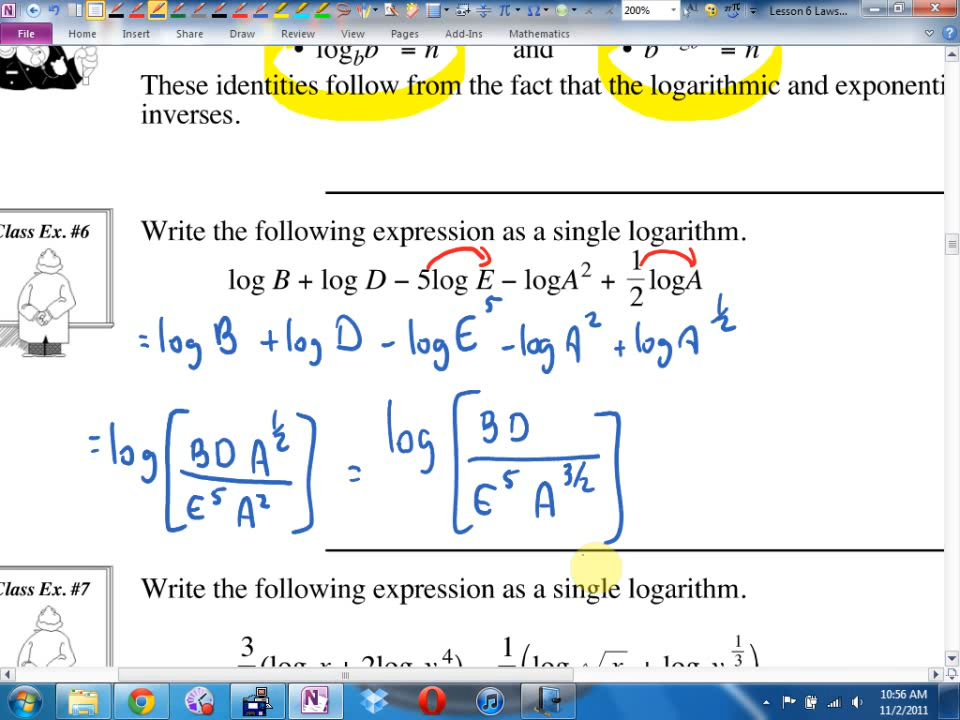 200%
Lesson 6 Laws...
File Home Insert Share Draw Review View Pages Add-Ins Mathematics
• log_b b = n and • b = n
These identities follow from the fact that the logarithmic and exponenti
inverses.
Class Ex. #6
Write the following expression as a single logarithm.
log B + log D − 5log E − logA² + 1/2 logA
= log B + log D − log E⁵ − log A² + log A^½
= log [ B D A^½ / E⁵ A² ] = log [ B D / E⁵ A^3/2 ]
Class Ex. #7
Write the following expression as a single logarithm.
10:56 AM
11/2/2011